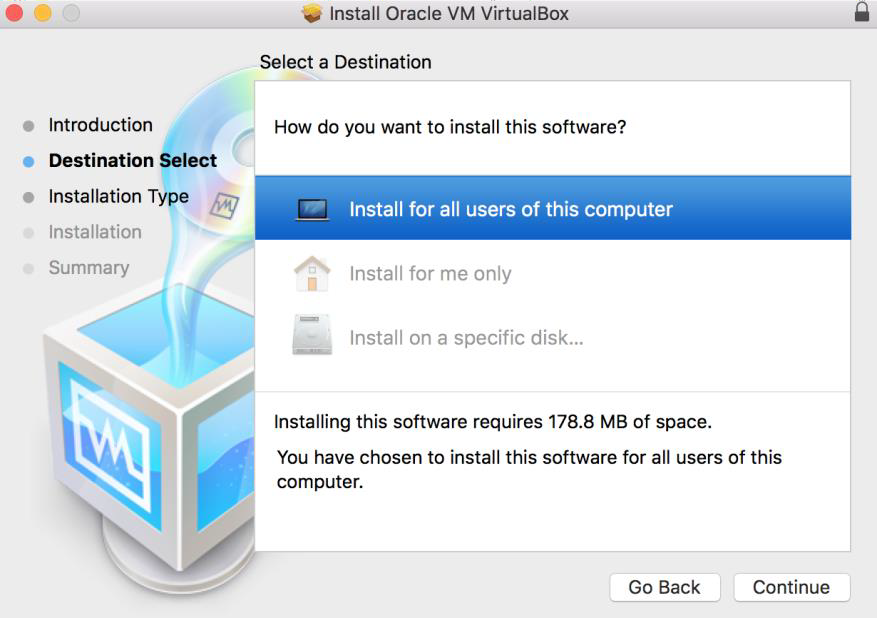 Install Oracle VM VirtualBox
Select a Destination
Introduction
Destination Select
Installation Type
Installation
Summary
How do you want to install this software?
Install for all users of this computer
Install for me only
Install on a specific disk...
Installing this software requires 178.8 MB of space.
You have chosen to install this software for all users of this
computer.
Go Back
Continue